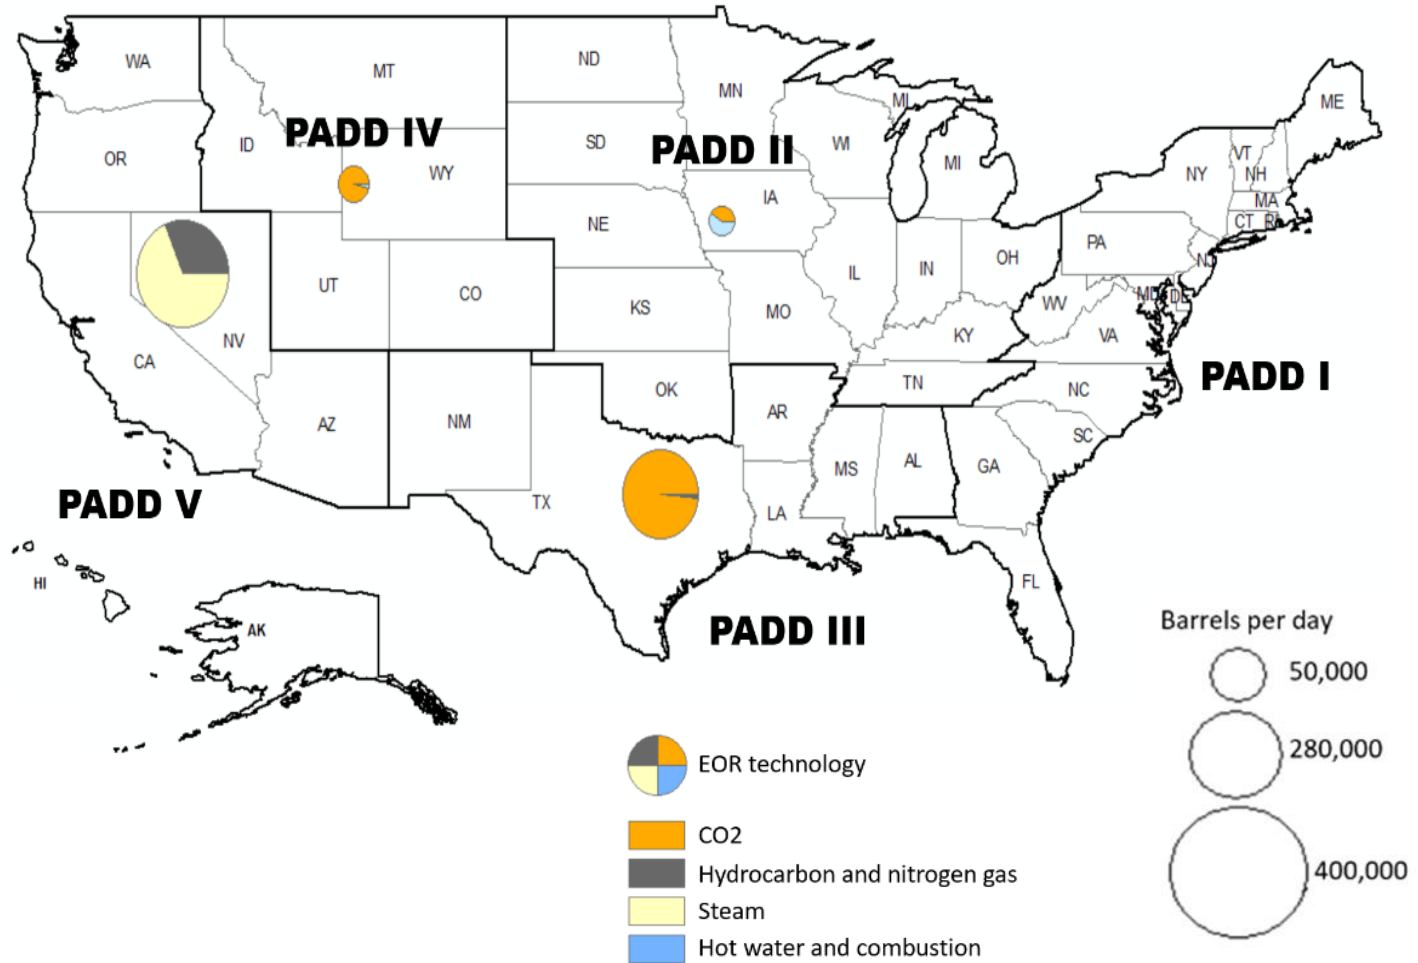 WA
MT
ND
MN
MI
ME
OR
ID
PADD IV
WY
SD
PADD II
WI
MI
NY
VT
NH
MA
CT
NE
IA
PA
NJ
OH
IL
IN
UT
CO
KS
MO
WV
MD
DE
VA
KY
NV
CA
PADD I
TN
NC
OK
AR
AZ
NM
SC
MS
AL
GA
TX
LA
PADD V
HI
AK
FL
PADD III
Barrels per day
50,000
280,000
400,000
EOR technology
CO2
Hydrocarbon and nitrogen gas
Steam
Hot water and combustion